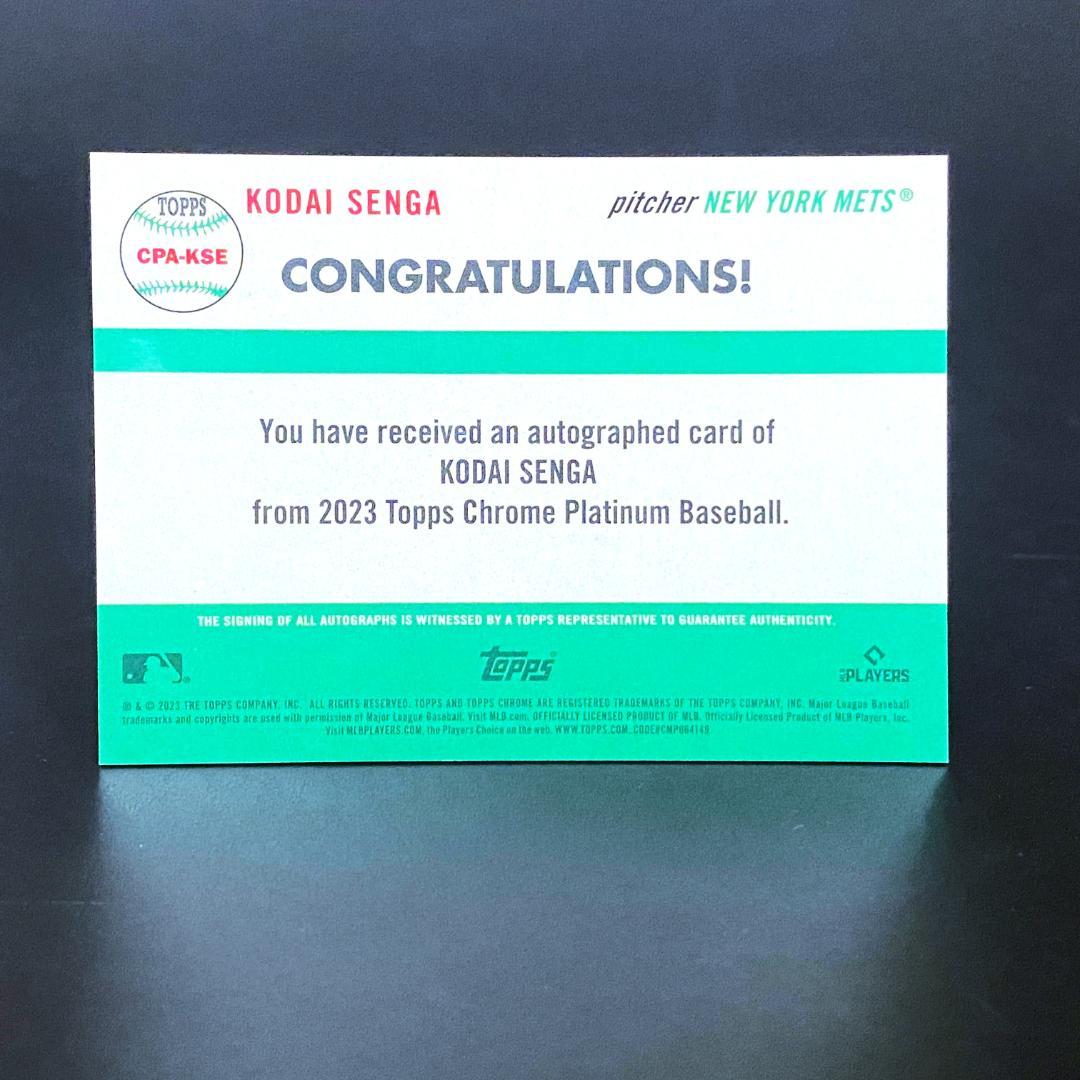 TOPPS
CPA-KSE
KODAI SENGA
pitcher NEW YORK METS®
CONGRATULATIONS!
You have received an autographed card of
KODAI SENGA
from 2023 Topps Chrome Platinum Baseball.
THE SIGNING OF ALL AUTOGRAPHS IS WITNESSED BY A TOPPS REPRESENTATIVE TO GUARANTEE AUTHENTICITY.
topps®
MLB PLAYERS
® & © 2023 THE TOPPS COMPANY, INC. ALL RIGHTS RESERVED. TOPPS AND TOPPS CHROME ARE REGISTERED TRADEMARKS OF THE TOPPS COMPANY, INC. Major League Baseball
trademarks and copyrights are used with permission of Major League Baseball. Visit MLB.com. OFFICIALLY LICENSED PRODUCT OF MLB. Officially Licensed Product of MLB Players, Inc.
Visit MLBPLAYERS.COM, the Players Choice on the web. WWW.TOPPS.COM. CODE#CMP064149